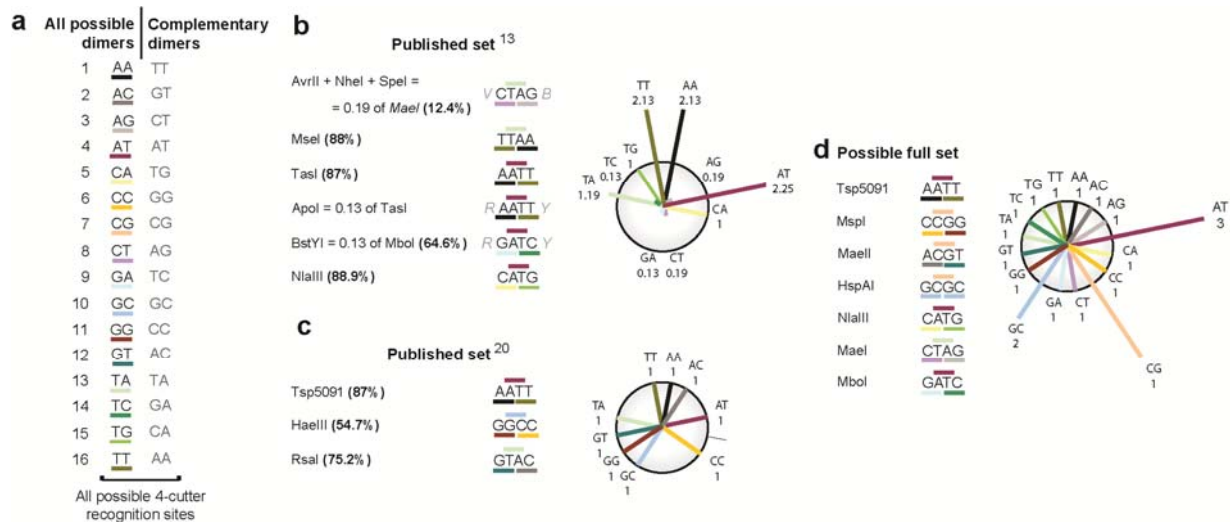 a
All possible dimers | Complementary dimers
1 AA TT
2 AC GT
3 AG CT
4 AT AT
5 CA TG
6 CC GG
7 CG CG
8 CT AG
9 GA TC
10 GC GC
11 GG CC
12 GT AC
13 TA TA
14 TC GA
15 TG CA
16 TT AA
All possible 4-cutter
recognition sites
b
Published set 13
AvrII + NheI + SpeI =
= 0.19 of MaeI (12.4%)
V CTAG B
MseI (88%) TTAA
TasI (87%) AATT
ApoI = 0.13 of TasI R AATT Y
BstYI = 0.13 of MboI (64.6%) R GATC Y
NlaIII (88.9%) CATG
TT
2.13
AA
2.13
TG
1
TC
0.13
TA
1.19
AG
0.19
AT
2.25
CA
1
GA
0.13
CT
0.19
c
Published set 20
Tsp5091 (87%) AATT
HaeIII (54.7%) GGCC
RsaI (75.2%) GTAC
TT
1
AA
1
AC
1
TA
1
AT
1
GT
1
GG
1
GC
1
CC
1
d Possible full set
Tsp5091 AATT
MspI CCGG
MaeII ACGT
HspAI GCGC
NlaIII CATG
MaeI CTAG
MboI GATC
TT
1
AA
1
AC
1
AG
1
TG
1
TC
1
TA
1
GT
1
GG
1
AT
3
CA
1
CC
1
GA
1
CT
1
GC
2
CG
1